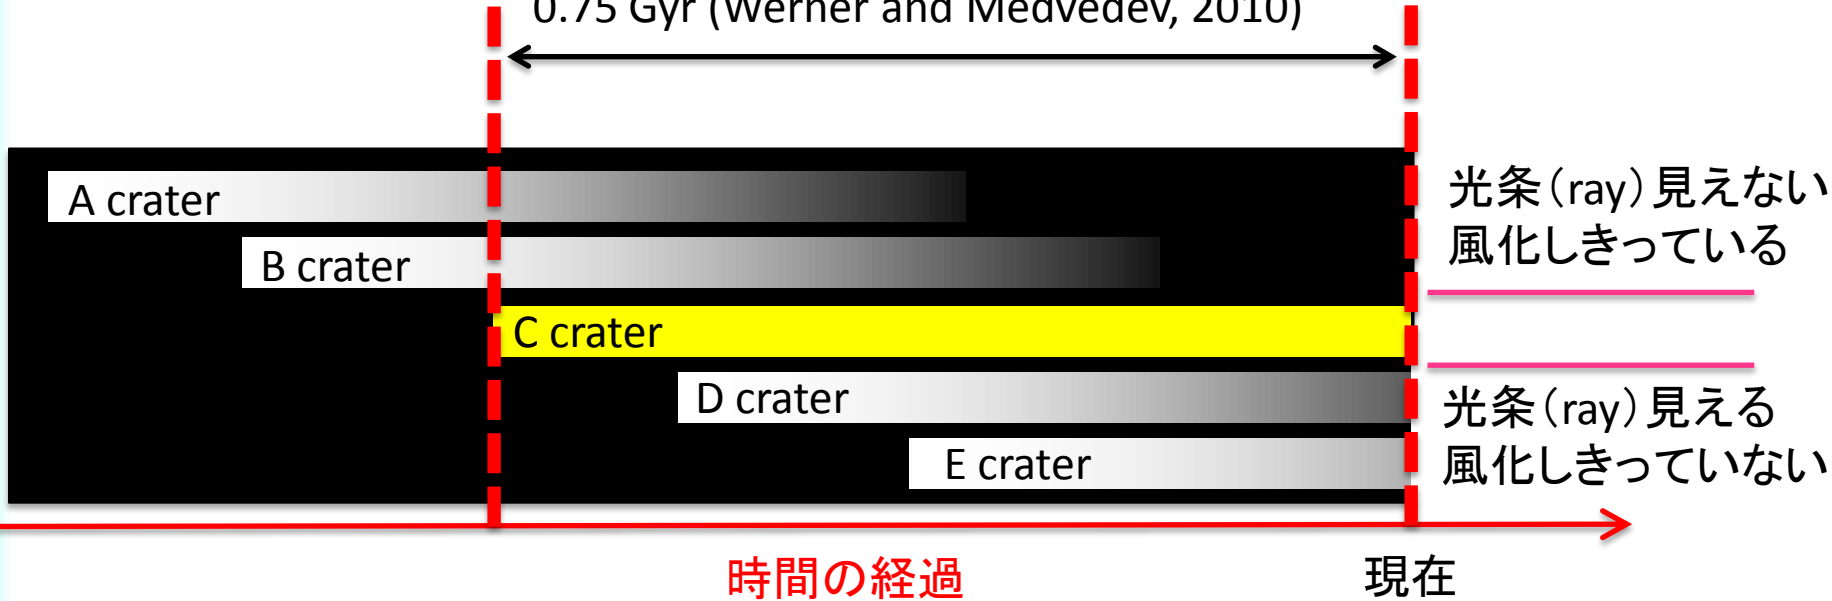 0.75 Gyr (Werner and Medvedev, 2010)
A crater
B crater
C crater
D crater
E crater
光条（ray）見えない
風化しきっている
光条（ray）見える
風化しきっていない
時間の経過
現在